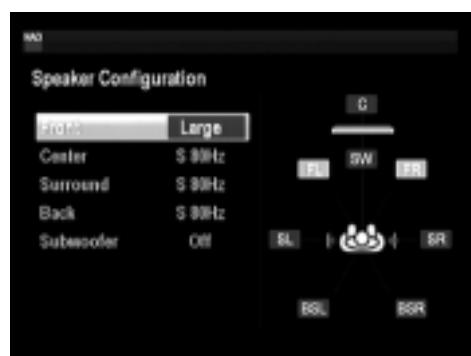 NAD
Speaker Configuration
Front Large
Center S 80Hz
Surround S 80Hz
Back S 80Hz
Subwoofer Off
C
FL SW FR
SL SR
BSL BSR